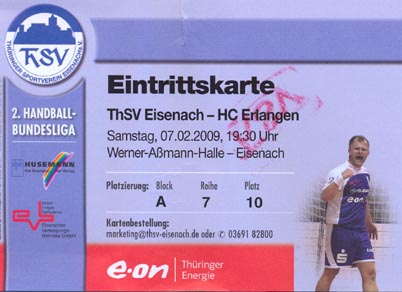 THÜRINGER SPORTVEREIN EISENACH
ThSV
2. HANDBALL-
BUNDESLIGA
HUSEMANN
evb
Eintrittskarte
ThSV Eisenach – HC Erlangen
Samstag, 07.02.2009, 19:30 Uhr
Werner-Aßmann-Halle – Eisenach
Platzierung: Block Reihe Platz
A 7 10
Kartenbestellung:
marketing@thsv-eisenach.de oder ✆ 03691 82800
e·on Thüringer
Energie